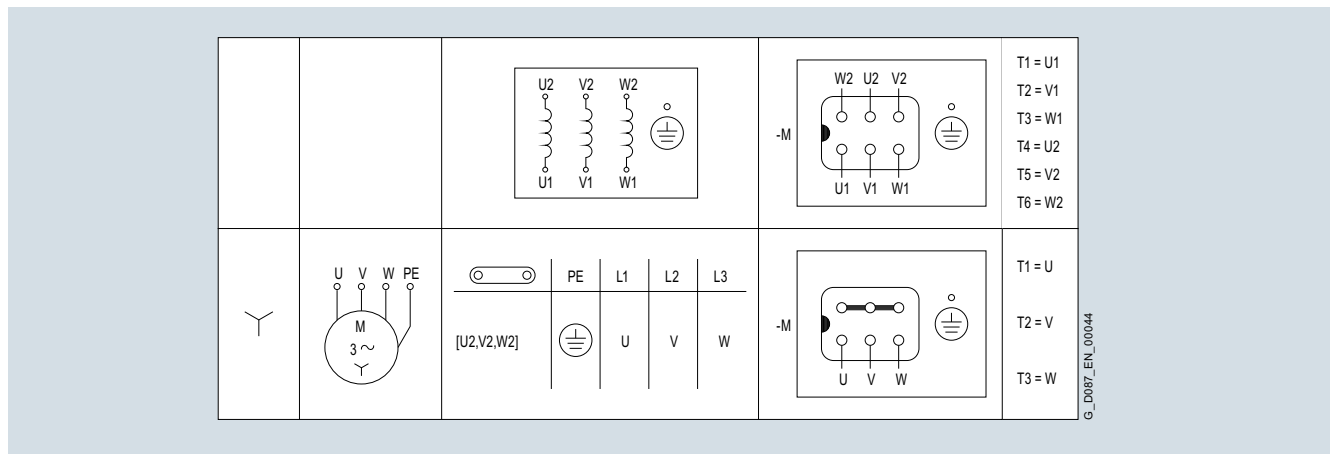 U2 V2 W2
U1 V1 W1
-M
W2 U2 V2
U1 V1 W1
T1 = U1
T2 = V1
T3 = W1
T4 = U2
T5 = V2
T6 = W2
U V W PE
M
3 ~
PE L1 L2 L3
[U2,V2,W2] U V W
-M
U V W
T1 = U
T2 = V
T3 = W
G_D087_EN_00044